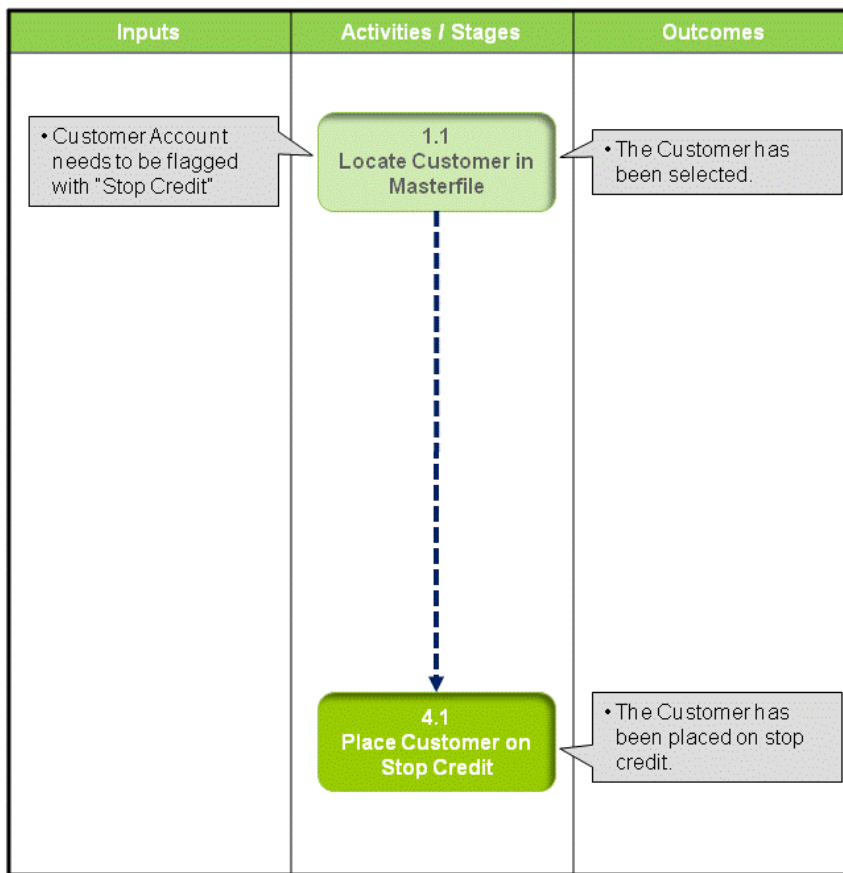 Inputs
Activities / Stages
Outcomes
• Customer Account
needs to be flagged
with "Stop Credit"
1.1
Locate Customer in
Masterfile
• The Customer has
been selected.
4.1
Place Customer on
Stop Credit
• The Customer has
been placed on stop
credit.